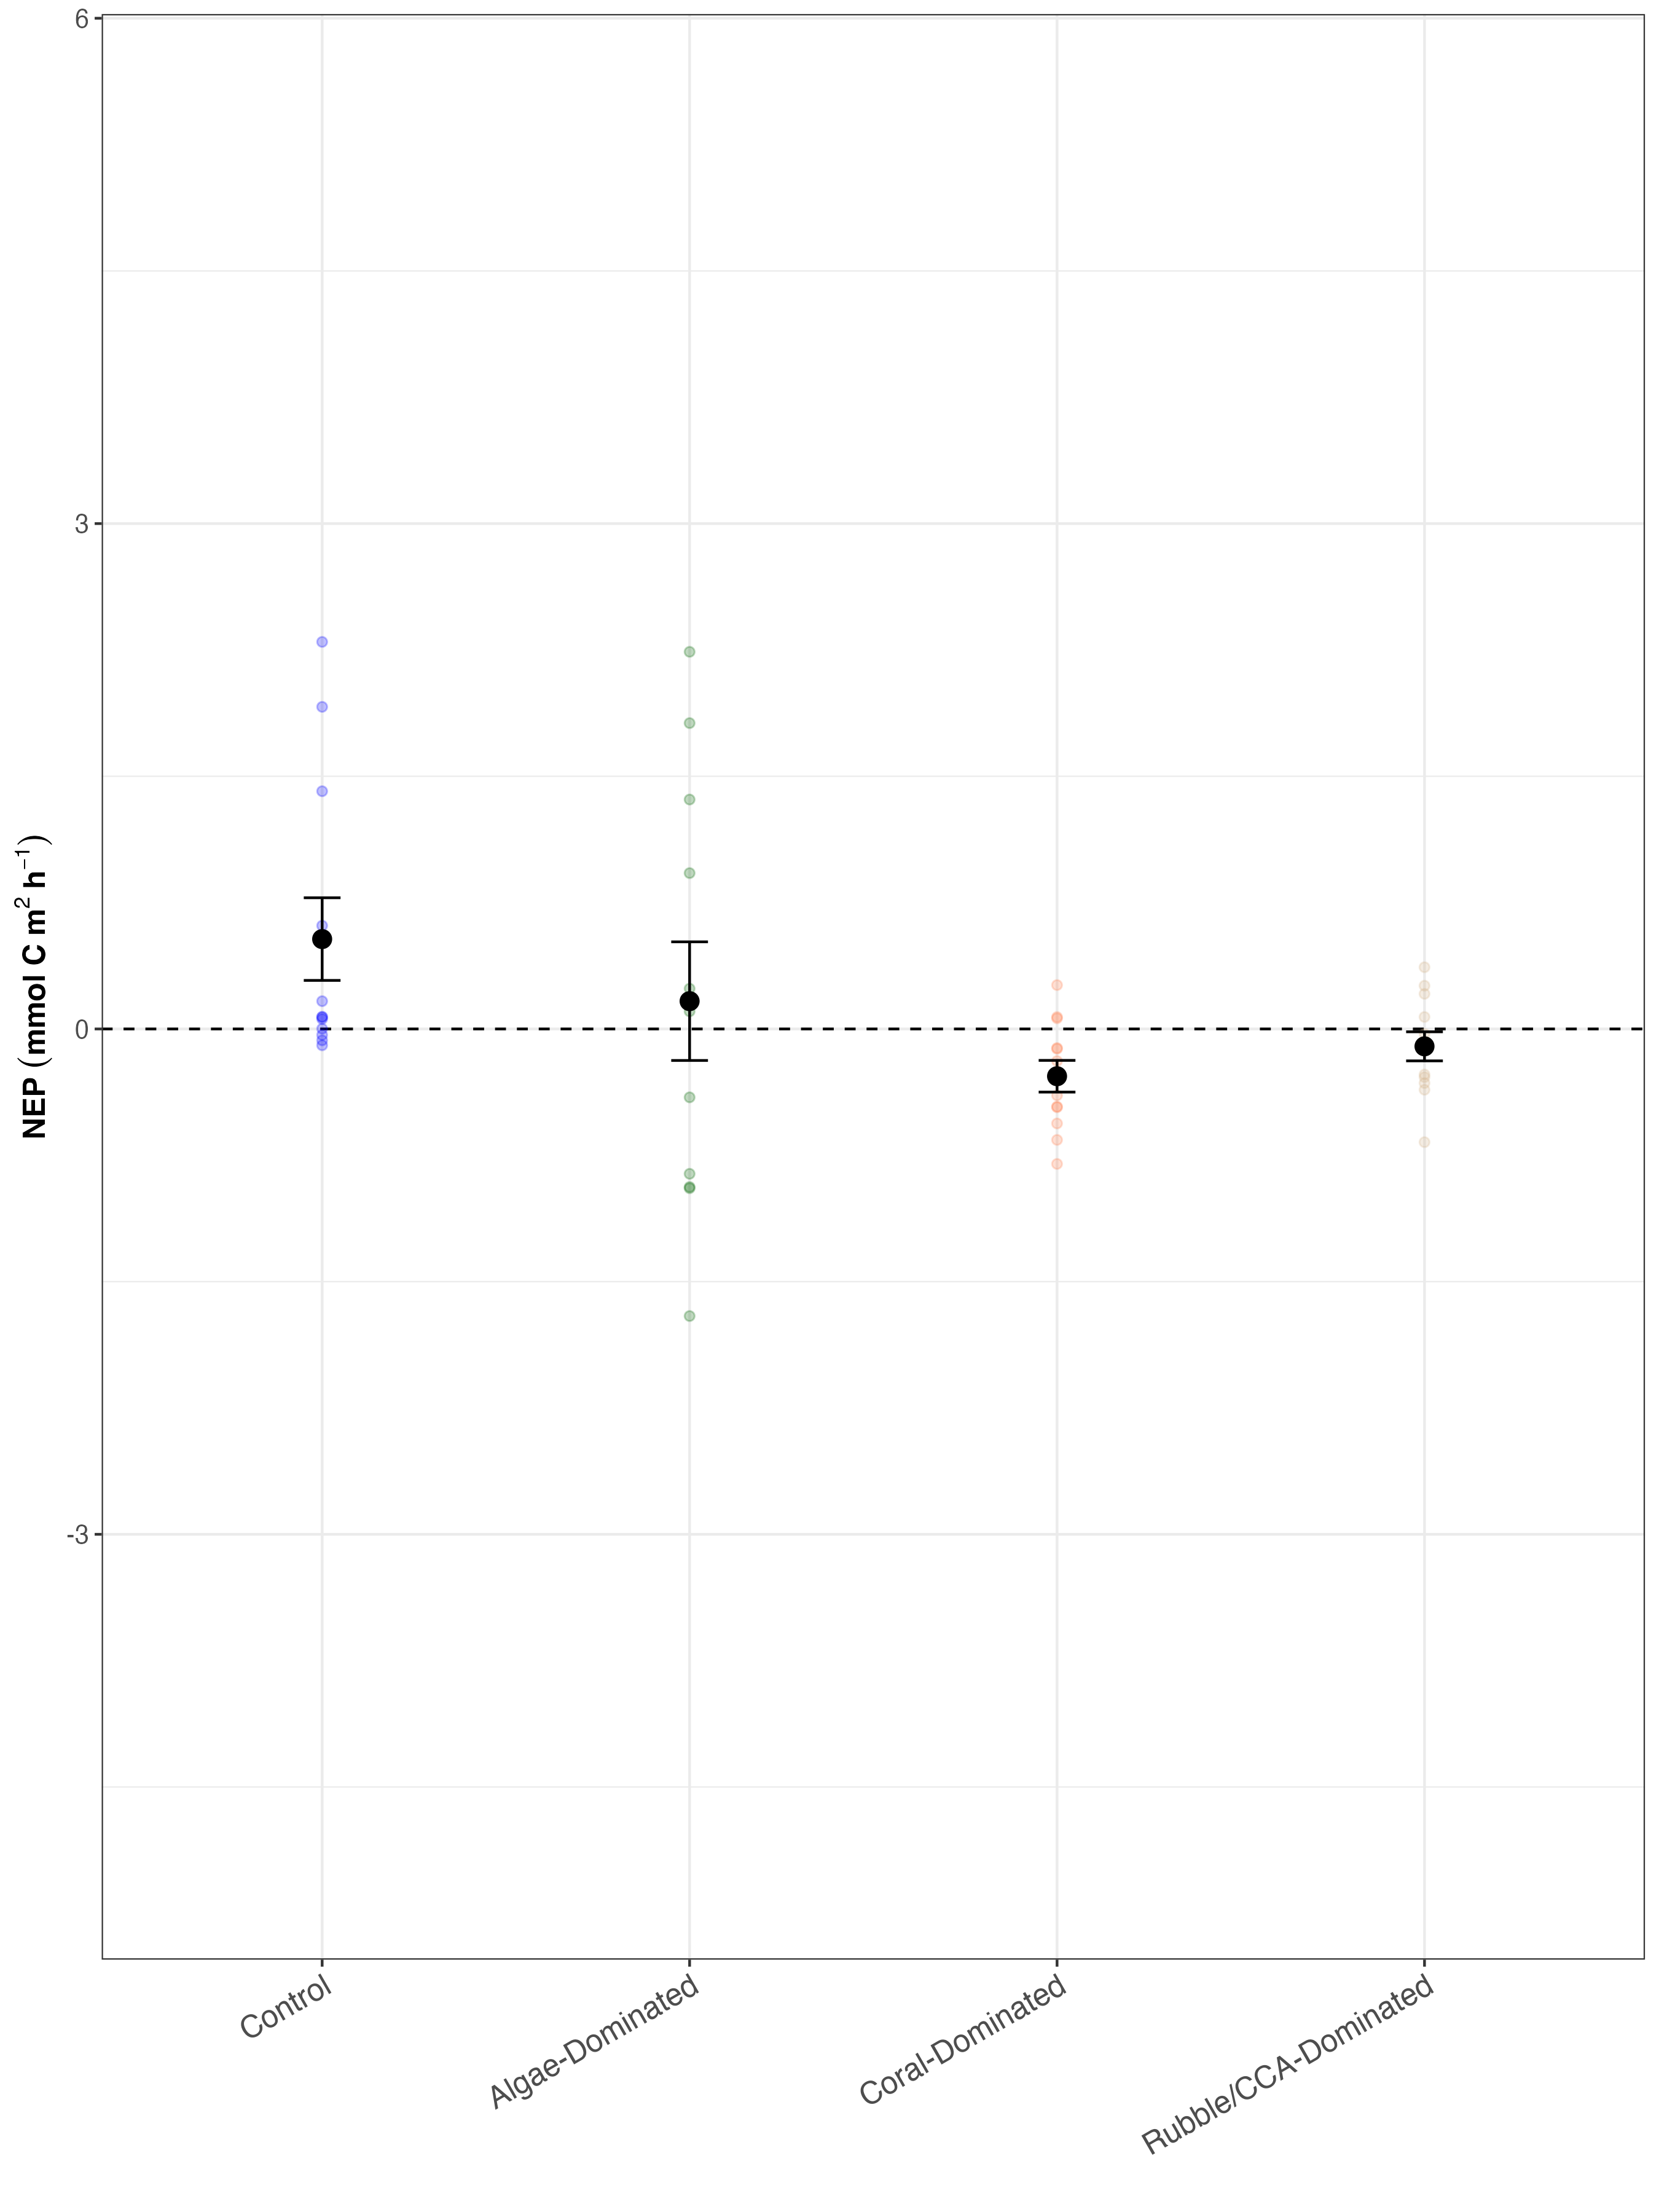 6
3
0
-3
NEP (mmol C m² h⁻¹)
Control
Algae-Dominated
Coral-Dominated
Rubble/CCA-Dominated